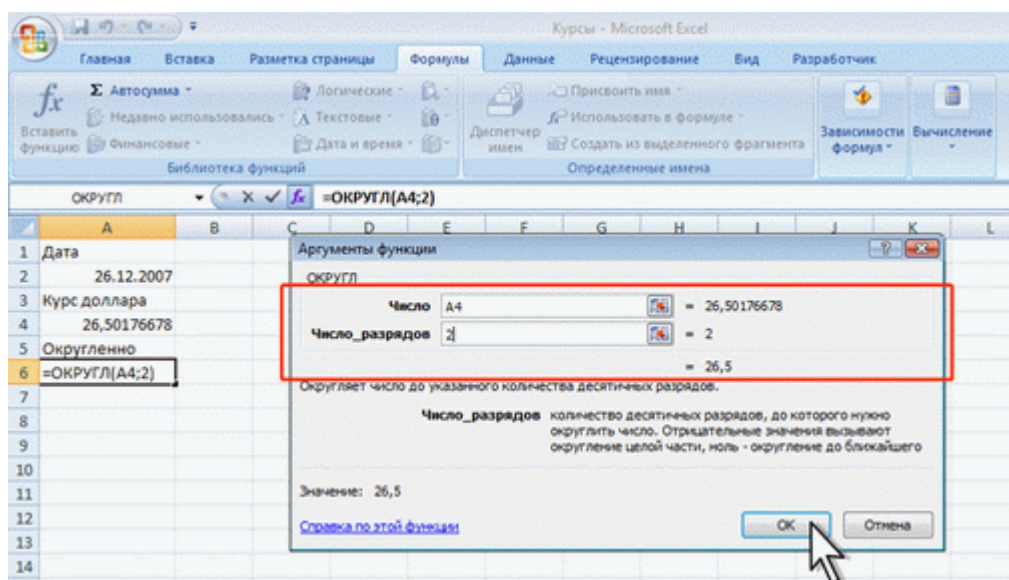 Курсы - Microsoft Excel
Главная Вставка Разметка страницы Формулы Данные Рецензирование Вид Разработчик
fx Вставить функцию
Σ Автосумма
Недавно использовались
Финансовые
Логические
Текстовые
Дата и время
Библиотека функций
Диспетчер имен
Присвоить имя
Использовать в формуле
Создать из выделенного фрагмента
Определенные имена
Зависимости формул
Вычисление
ОКРУГЛ fx =ОКРУГЛ(A4;2)
A B C D E F G H I J K L
1 Дата
2 26.12.2007
3 Курс доллара
4 26,50176678
5 Округленно
6 =ОКРУГЛ(A4;2)
7
8
9
10
11
12
13
14
Аргументы функции
ОКРУГЛ
Число A4 = 26,50176678
Число_разрядов 2 = 2
= 26,5
Округляет число до указанного количества десятичных разрядов.
Число_разрядов количество десятичных разрядов, до которого нужно
округлить число. Отрицательные значения вызывают
округление целой части, ноль - округление до ближайшего
Значение: 26,5
Справка по этой функции
ОК Отмена